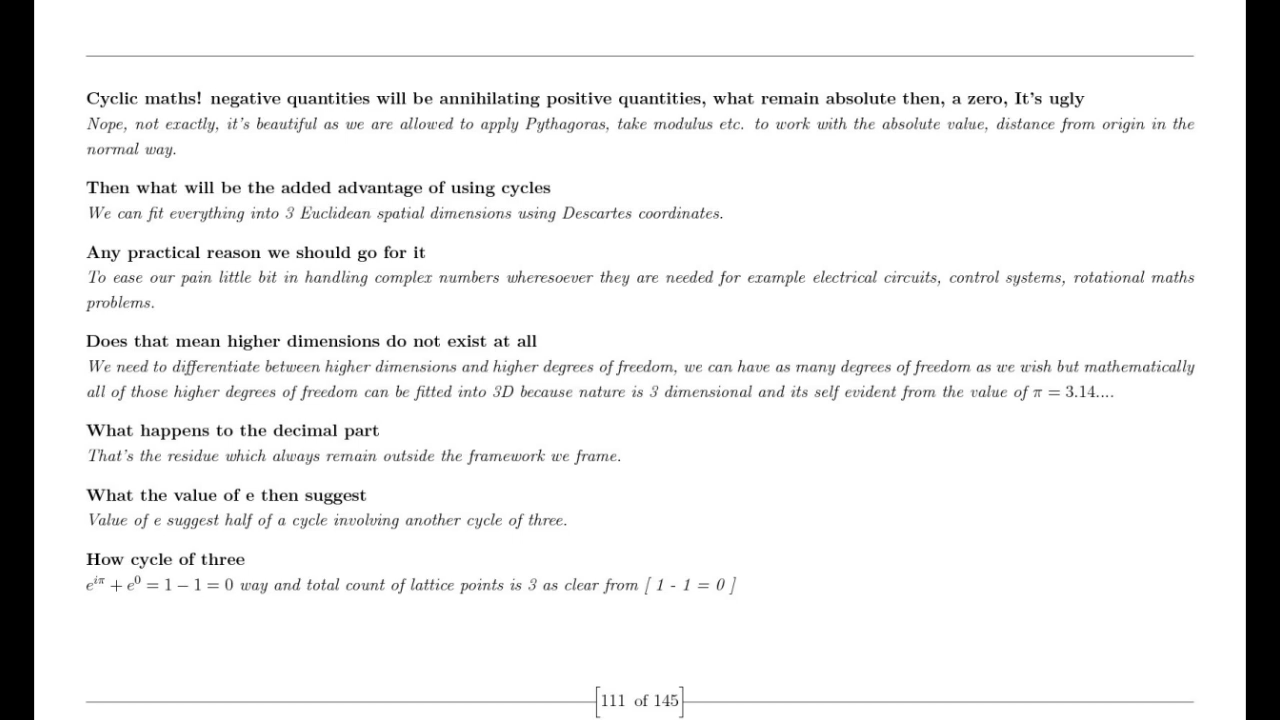 Cyclic maths! negative quantities will be annihilating positive quantities, what remain absolute then, a zero, It's ugly
Nope, not exactly, it's beautiful as we are allowed to apply Pythagoras, take modulus etc. to work with the absolute value, distance from origin in the
normal way.
Then what will be the added advantage of using cycles
We can fit everything into 3 Euclidean spatial dimensions using Descartes coordinates.
Any practical reason we should go for it
To ease our pain little bit in handling complex numbers wheresoever they are needed for example electrical circuits, control systems, rotational maths
problems.
Does that mean higher dimensions do not exist at all
We need to differentiate between higher dimensions and higher degrees of freedom, we can have as many degrees of freedom as we wish but mathematically
all of those higher degrees of freedom can be fitted into 3D because nature is 3 dimensional and its self evident from the value of π = 3.14....
What happens to the decimal part
That's the residue which always remain outside the framework we frame.
What the value of e then suggest
Value of e suggest half of a cycle involving another cycle of three.
How cycle of three
e^{iπ} + e^0 = 1 − 1 = 0 way and total count of lattice points is 3 as clear from [ 1 - 1 = 0 ]
[111 of 145]